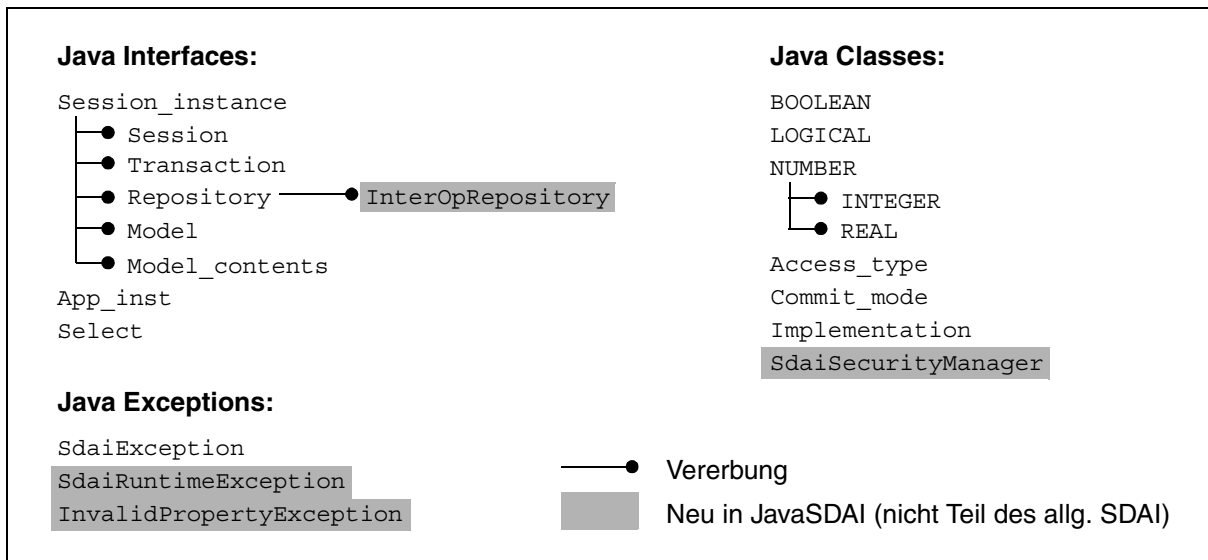 Java Interfaces:
Session_instance
Session
Transaction
Repository InterOpRepository
Model
Model_contents
App_inst
Select
Java Exceptions:
SdaiException
SdaiRuntimeException
InvalidPropertyException
Java Classes:
BOOLEAN
LOGICAL
NUMBER
INTEGER
REAL
Access_type
Commit_mode
Implementation
SdaiSecurityManager
Vererbung
Neu in JavaSDAI (nicht Teil des allg. SDAI)